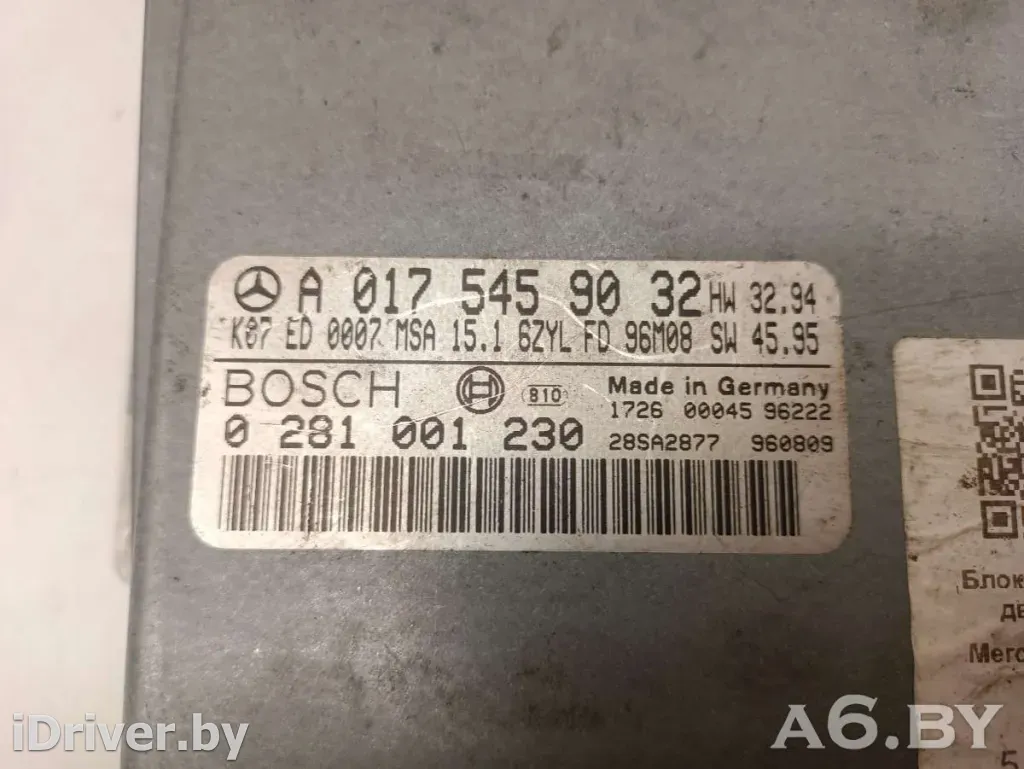 A 017 545 90 32 HW 32.94
K07 ED 0007 MSA 15.1 6ZYL FD 96M08 SW 45.95
BOSCH 810 Made in Germany
1726 00045 96222
0 281 001 230 28SA2877 960809
Блок
дв
Merc
5
iDriver.by
A6.BY